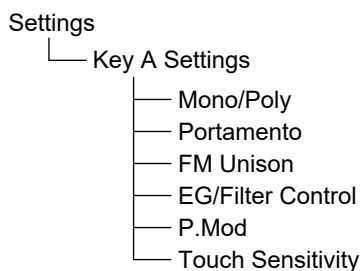 Settings
Key A Settings
Mono/Poly
Portamento
FM Unison
EG/Filter Control
P.Mod
Touch Sensitivity